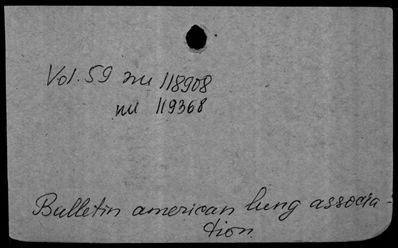 Vol. 59 nu 118908
nu 119368
Bulletin american lung associa-
tion.